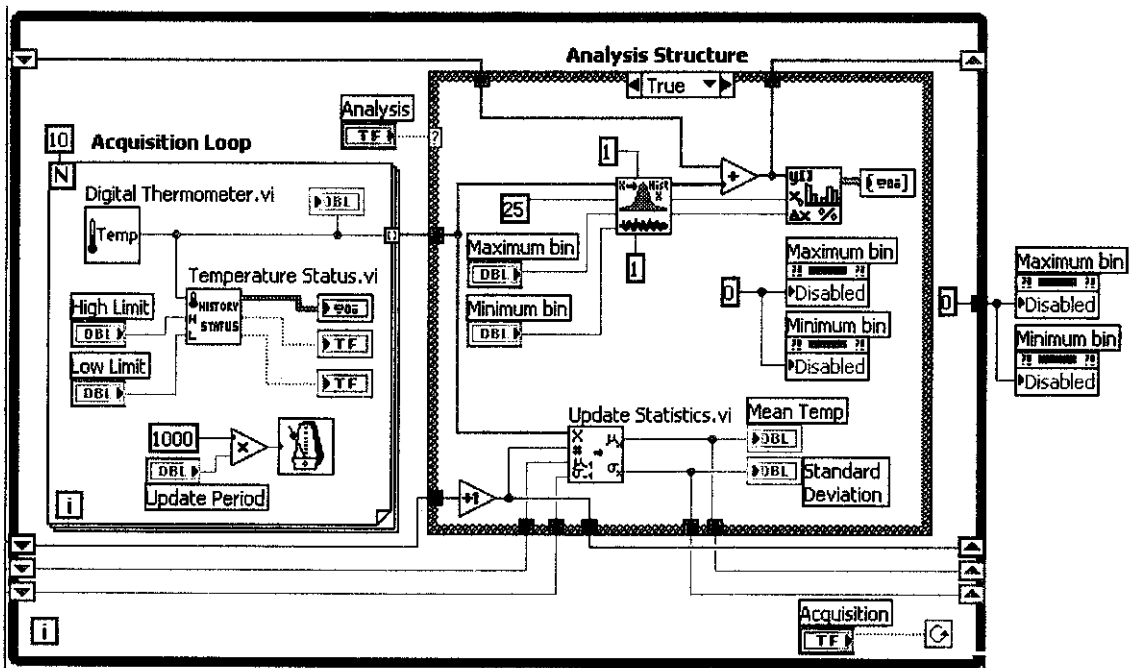 Analysis Structure
True
Analysis
TF
?
10
Acquisition Loop
N
Digital Thermometer.vi
DBL
Temp
Temperature Status.vi
High Limit
DBL
HISTORY
H
STATUS
L
TF
Low Limit
DBL
TF
1000
DBL
Update Period
i
1
25
Hist
Maximum bin
DBL
1
Minimum bin
DBL
+
y[]
Δx %
0
Maximum bin
Disabled
Minimum bin
Disabled
0
Maximum bin
Disabled
Minimum bin
Disabled
Update Statistics.vi
Mean Temp
DBL
DBL
Standard
Deviation
+1
Acquisition
TF
i